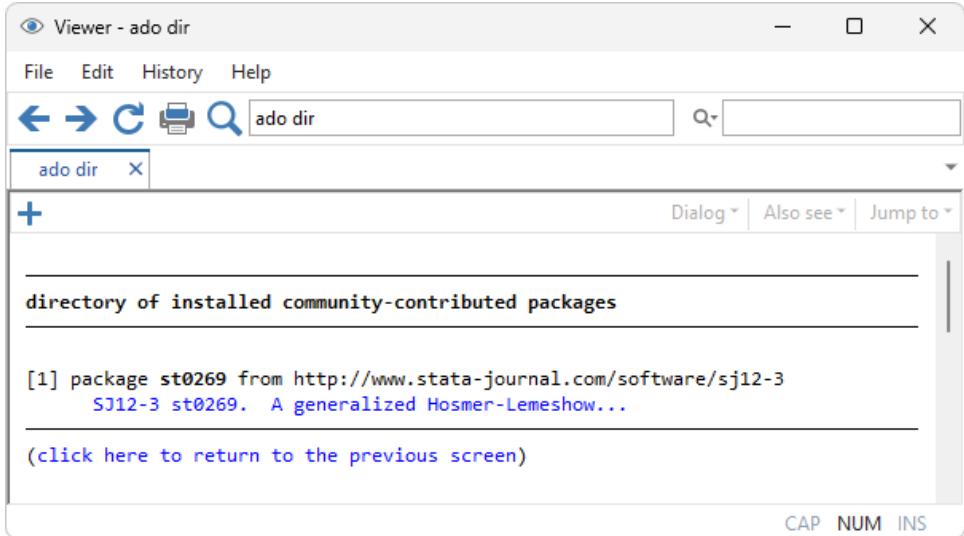 Viewer - ado dir
File Edit History Help
ado dir
ado dir
Dialog Also see Jump to
directory of installed community-contributed packages
[1] package st0269 from http://www.stata-journal.com/software/sj12-3
SJ12-3 st0269.  A generalized Hosmer-Lemeshow...
(click here to return to the previous screen)
CAP NUM INS